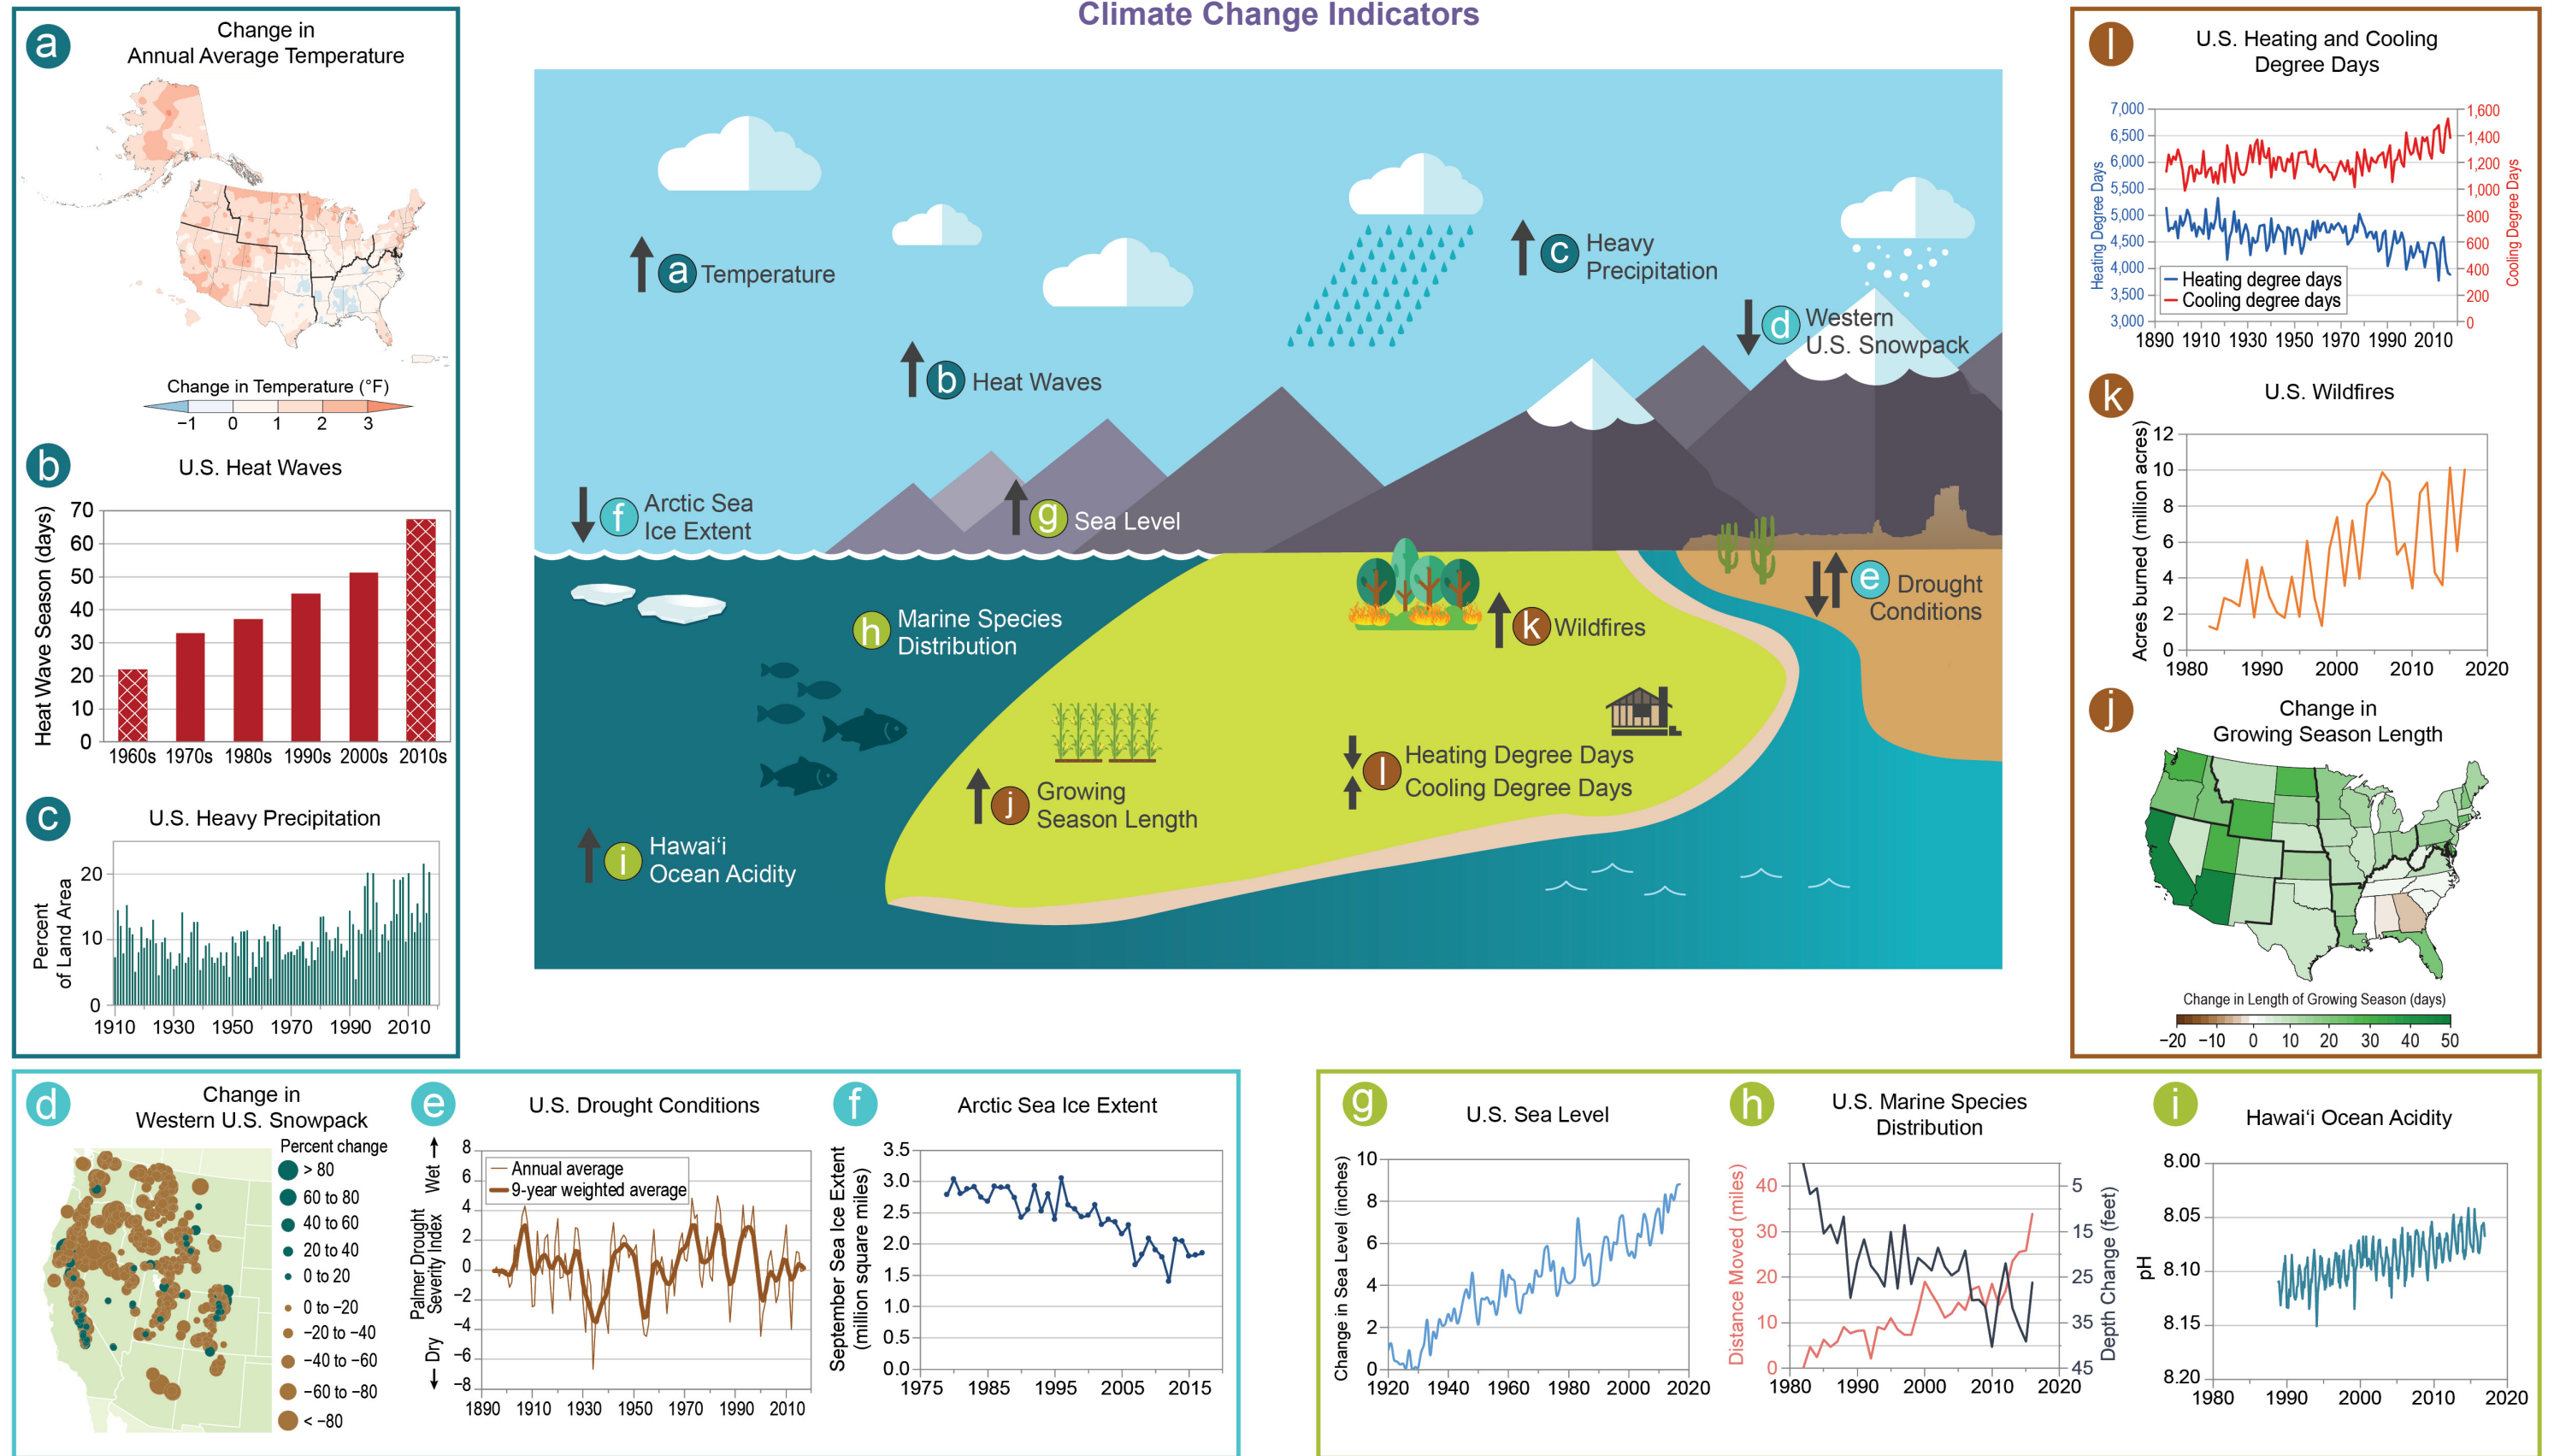 Climate Change Indicators
a
Change in
Annual Average Temperature
Change in Temperature (°F)
−1 0 1 2 3
b
U.S. Heat Waves
Heat Wave Season (days)
70
60
50
40
30
20
10
0
1960s 1970s 1980s 1990s 2000s 2010s
c
U.S. Heavy Precipitation
Percent
of Land Area
20
10
0
1910 1930 1950 1970 1990 2010
a Temperature
b Heat Waves
c Heavy
Precipitation
d Western
U.S. Snowpack
f Arctic Sea
Ice Extent
g Sea Level
e Drought
Conditions
h Marine Species
Distribution
k Wildfires
j Growing
Season Length
l Heating Degree Days
Cooling Degree Days
i Hawaiʻi
Ocean Acidity
l
U.S. Heating and Cooling
Degree Days
Heating Degree Days
7,000
6,500
6,000
5,500
5,000
4,500
4,000
3,500
3,000
Cooling Degree Days
1,600
1,400
1,200
1,000
800
600
400
200
0
Heating degree days
Cooling degree days
1890 1910 1930 1950 1970 1990 2010
k
U.S. Wildfires
Acres burned (million acres)
12
10
8
6
4
2
0
1980 1990 2000 2010 2020
j
Change in
Growing Season Length
Change in Length of Growing Season (days)
−20 −10 0 10 20 30 40 50
d
Change in
Western U.S. Snowpack
Percent change
> 80
60 to 80
40 to 60
20 to 40
0 to 20
0 to −20
−20 to −40
−40 to −60
−60 to −80
< −80
e
U.S. Drought Conditions
Dry
Wet
Palmer Drought
Severity Index
8
6
4
2
0
−2
−4
−6
−8
Annual average
9-year weighted average
1890 1910 1930 1950 1970 1990 2010
f
Arctic Sea Ice Extent
September Sea Ice Extent
(million square miles)
3.5
3.0
2.5
2.0
1.5
1.0
0.5
0.0
1975 1985 1995 2005 2015
g
U.S. Sea Level
Change in Sea Level (inches)
10
8
6
4
2
0
1920 1940 1960 1980 2000 2020
h
U.S. Marine Species
Distribution
Distance Moved (miles)
40
30
20
10
0
Depth Change (feet)
5
15
25
35
45
1980 1990 2000 2010 2020
i
Hawaiʻi Ocean Acidity
pH
8.00
8.05
8.10
8.15
8.20
1980 1990 2000 2010 2020